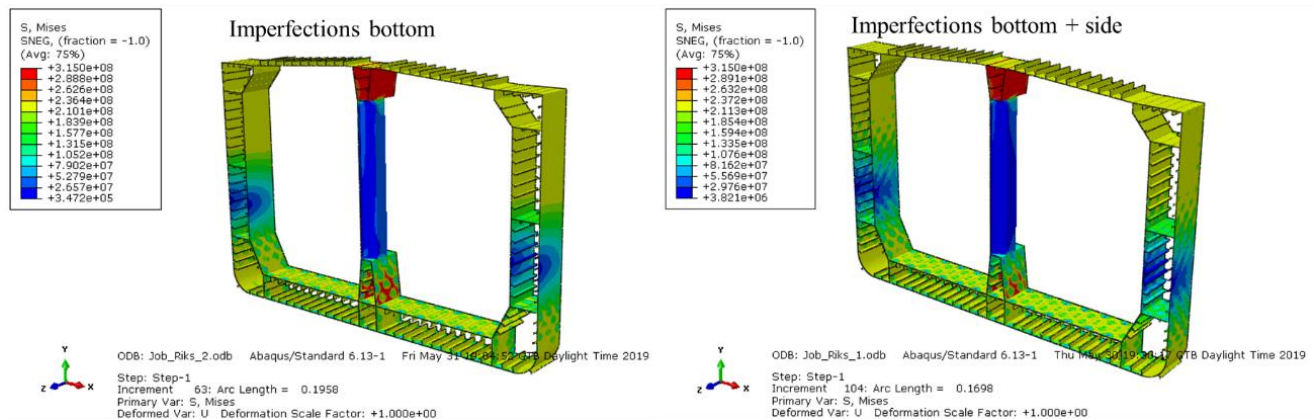 Imperfections bottom
S, Mises
SNEG, (fraction = -1.0)
(Avg: 75%)
+3.150e+08
+2.888e+08
+2.626e+08
+2.364e+08
+2.101e+08
+1.839e+08
+1.577e+08
+1.315e+08
+1.052e+08
+7.902e+07
+5.279e+07
+2.657e+07
+3.472e+05
Y
Z X
ODB: Job_Riks_2.odb Abaqus/Standard 6.13-1 Fri May 31 Daylight Time 2019
Step: Step-1
Increment 63: Arc Length = 0.1958
Primary Var: S, Mises
Deformed Var: U Deformation Scale Factor: +1.000e+00
Imperfections bottom + side
S, Mises
SNEG, (fraction = -1.0)
(Avg: 75%)
+3.150e+08
+2.891e+08
+2.632e+08
+2.372e+08
+2.113e+08
+1.854e+08
+1.594e+08
+1.335e+08
+1.076e+08
+8.162e+07
+5.569e+07
+2.976e+07
+3.821e+06
Y
Z X
ODB: Job_Riks_1.odb Abaqus/Standard 6.13-1 Thu May 30 GTB Daylight Time 2019
Step: Step-1
Increment 104: Arc Length = 0.1698
Primary Var: S, Mises
Deformed Var: U Deformation Scale Factor: +1.000e+00